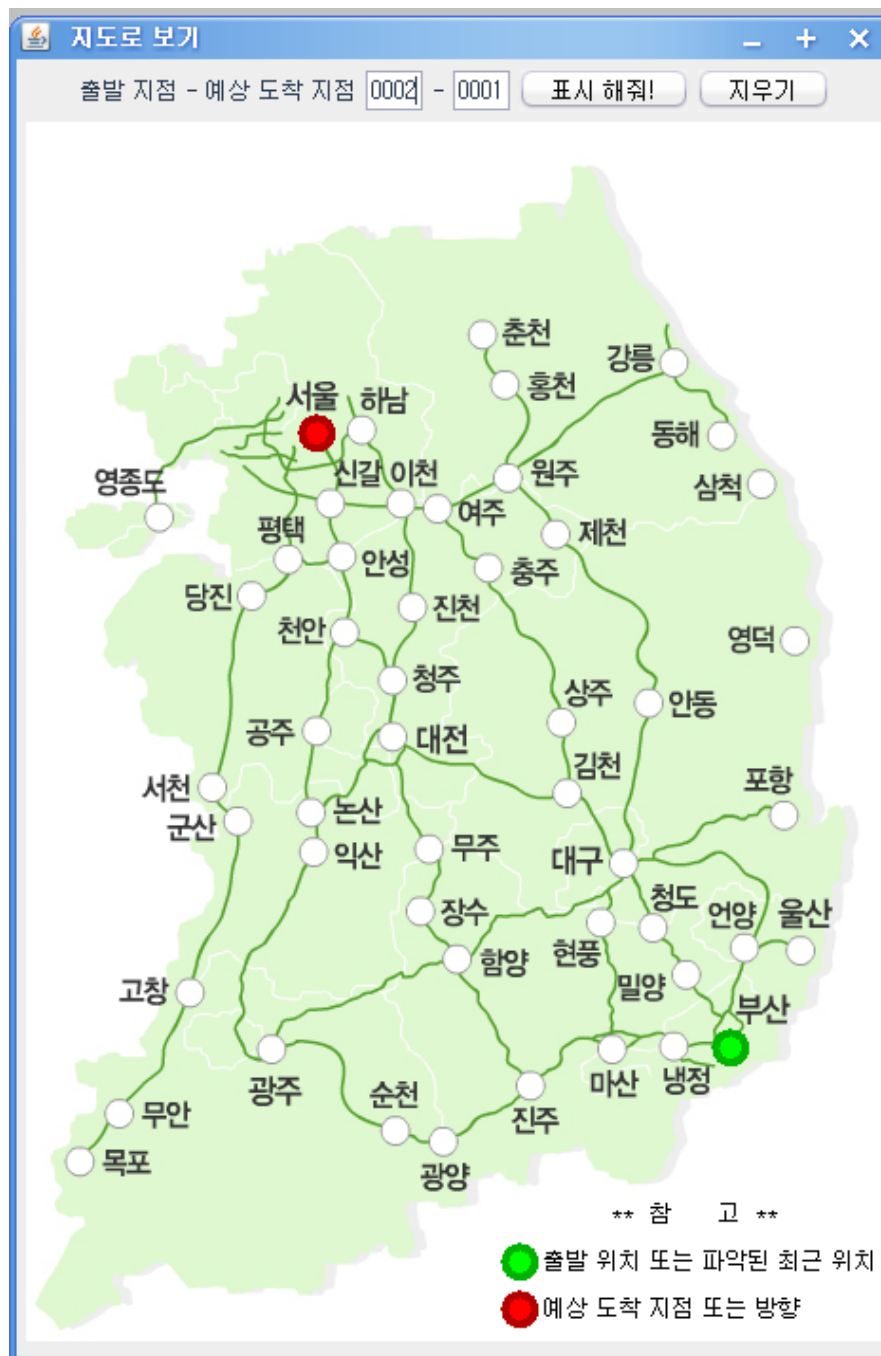 지도로 보기
출발 지점 - 예상 도착 지점 0002 - 0001 표시 해줘! 지우기
춘천
강릉
홍천
서울 하남
동해
원주
신갈 이천
삼척
영종도
여주
제천
평택
안성
충주
당진
진천
천안
영덕
청주
상주
안동
공주
대전
김천
포항
서천
논산
군산
무주
대구
익산
청도
장수
언양 울산
현풍
함양
밀양
고창
부산
마산 냉정
광주
순천
진주
무안
목포
광양
** 참 고 **
출발 위치 또는 파악된 최근 위치
예상 도착 지점 또는 방향